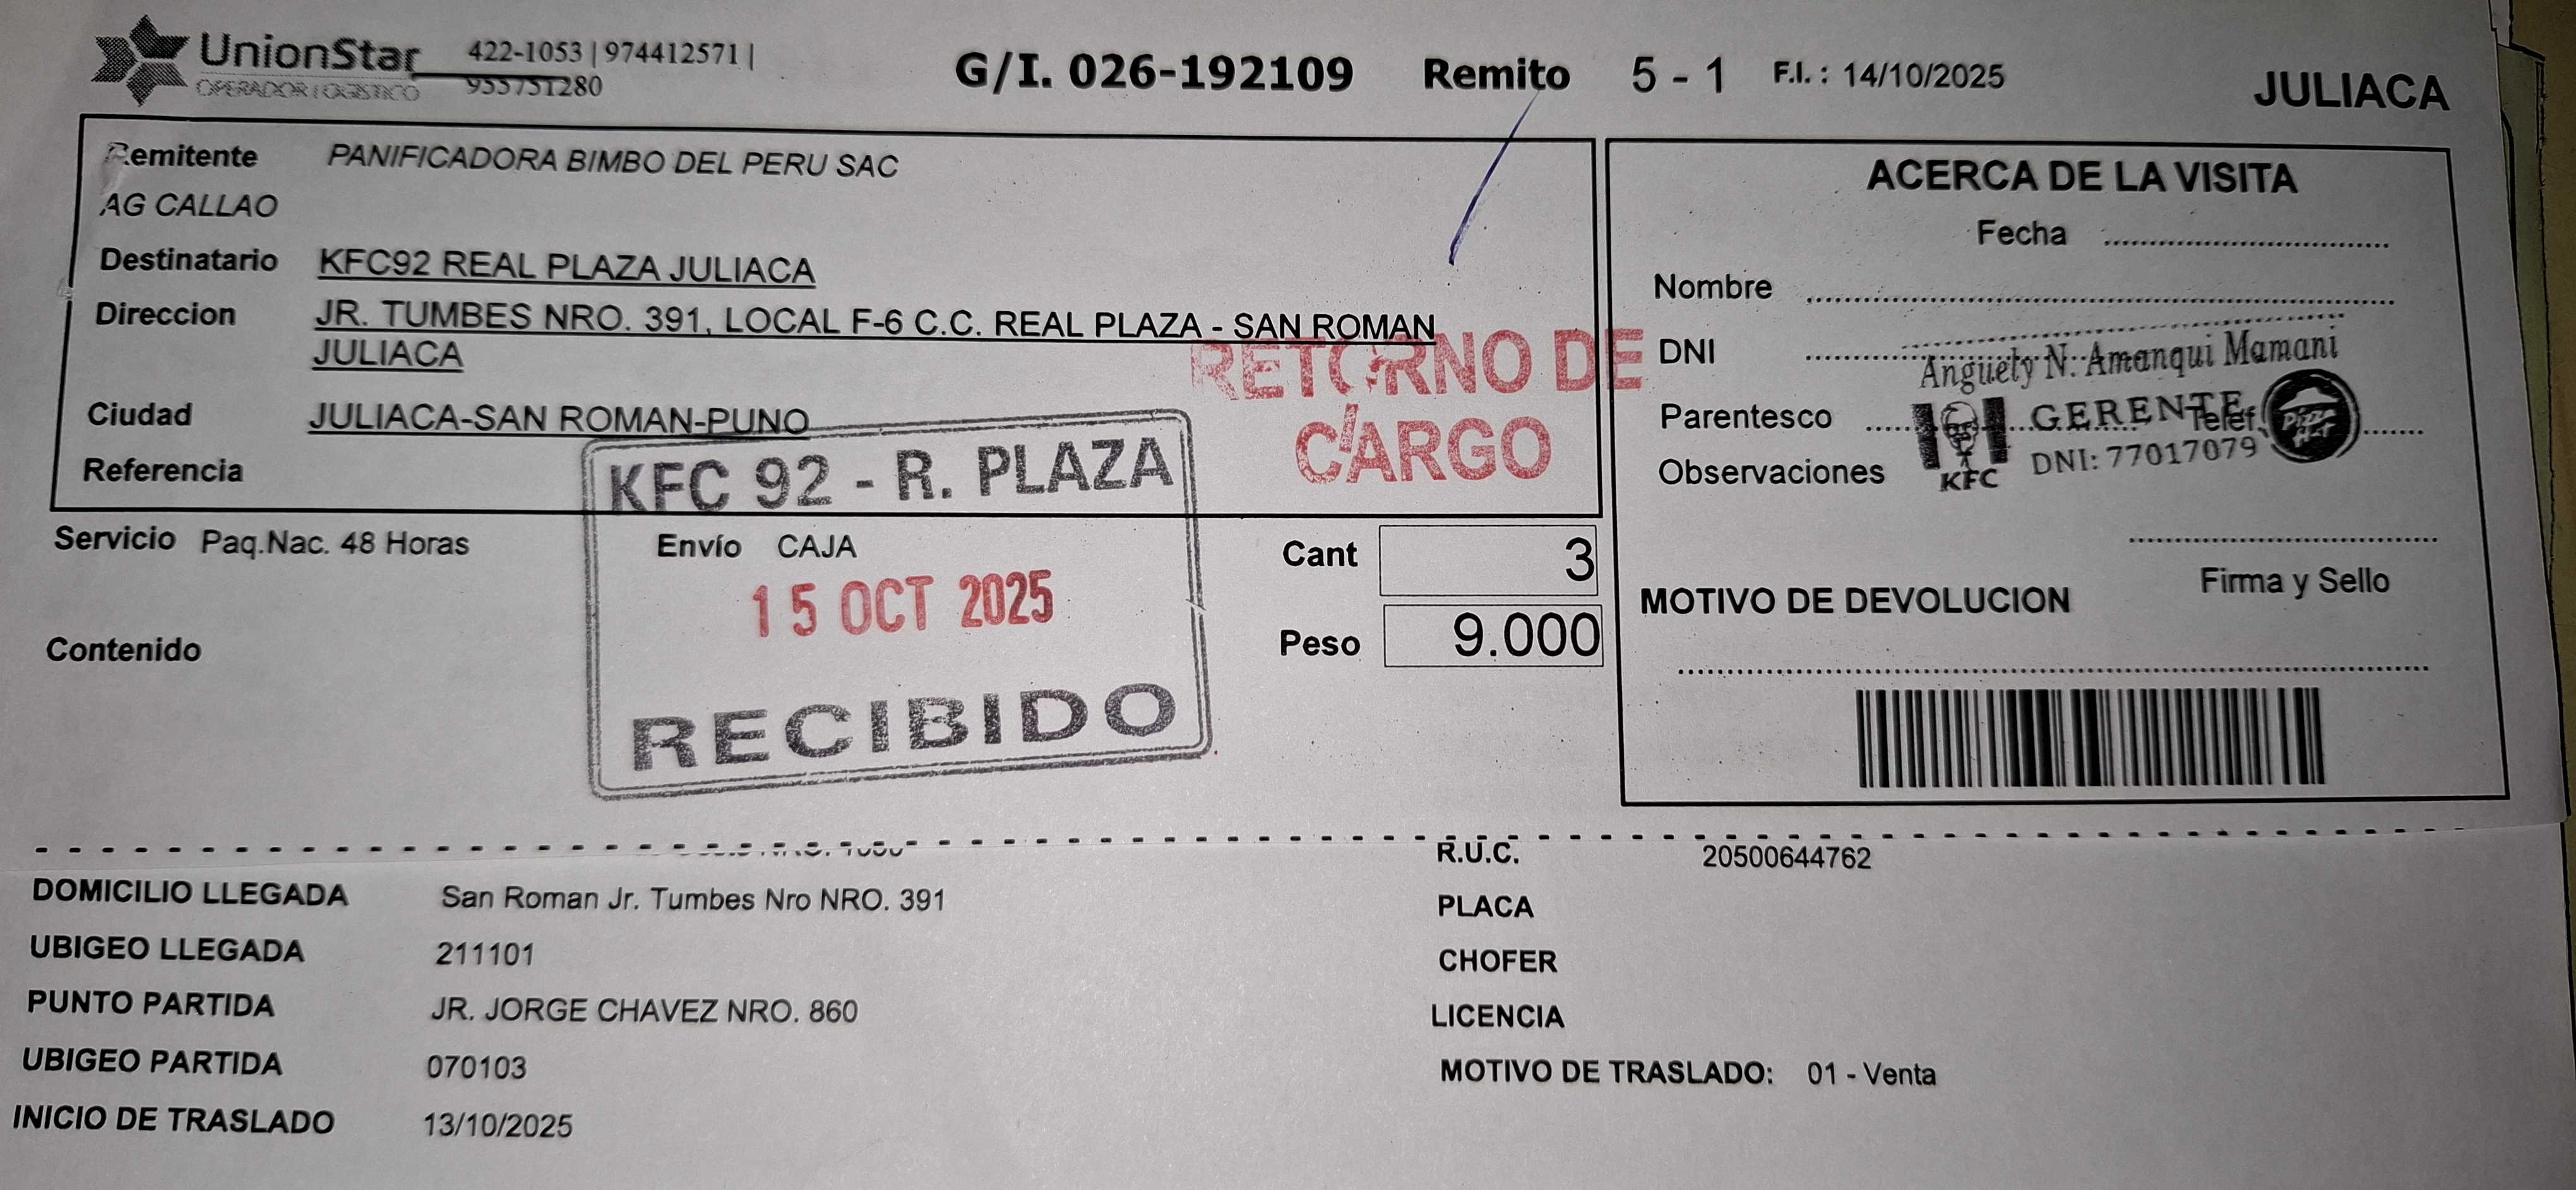 UnionStar
OPERADOR LOGISTICO
422-1053 | 974412571 |
955751280
G/I. 026-192109 Remito 5 - 1 F.I. : 14/10/2025
JULIACA
Remitente PANIFICADORA BIMBO DEL PERU SAC
AG CALLAO
Destinatario KFC92 REAL PLAZA JULIACA
Direccion JR. TUMBES NRO. 391, LOCAL F-6 C.C. REAL PLAZA - SAN ROMAN
JULIACA
Ciudad JULIACA-SAN ROMAN-PUNO
Referencia
RETORNO DE
CARGO
KFC 92 - R. PLAZA
15 OCT 2025
RECIBIDO
Servicio Paq.Nac. 48 Horas Envío CAJA Cant 3
Contenido Peso 9.000
ACERCA DE LA VISITA
Fecha
Nombre
DNI
Anguely N. Amanqui Mamani
Parentesco Telef.
GERENTE
DNI: 77017079
KFC
Pizza Hut
Observaciones
Firma y Sello
MOTIVO DE DEVOLUCION
R.U.C. 20500644762
DOMICILIO LLEGADA San Roman Jr. Tumbes Nro NRO. 391 PLACA
UBIGEO LLEGADA 211101 CHOFER
PUNTO PARTIDA JR. JORGE CHAVEZ NRO. 860 LICENCIA
UBIGEO PARTIDA 070103 MOTIVO DE TRASLADO: 01 - Venta
INICIO DE TRASLADO 13/10/2025